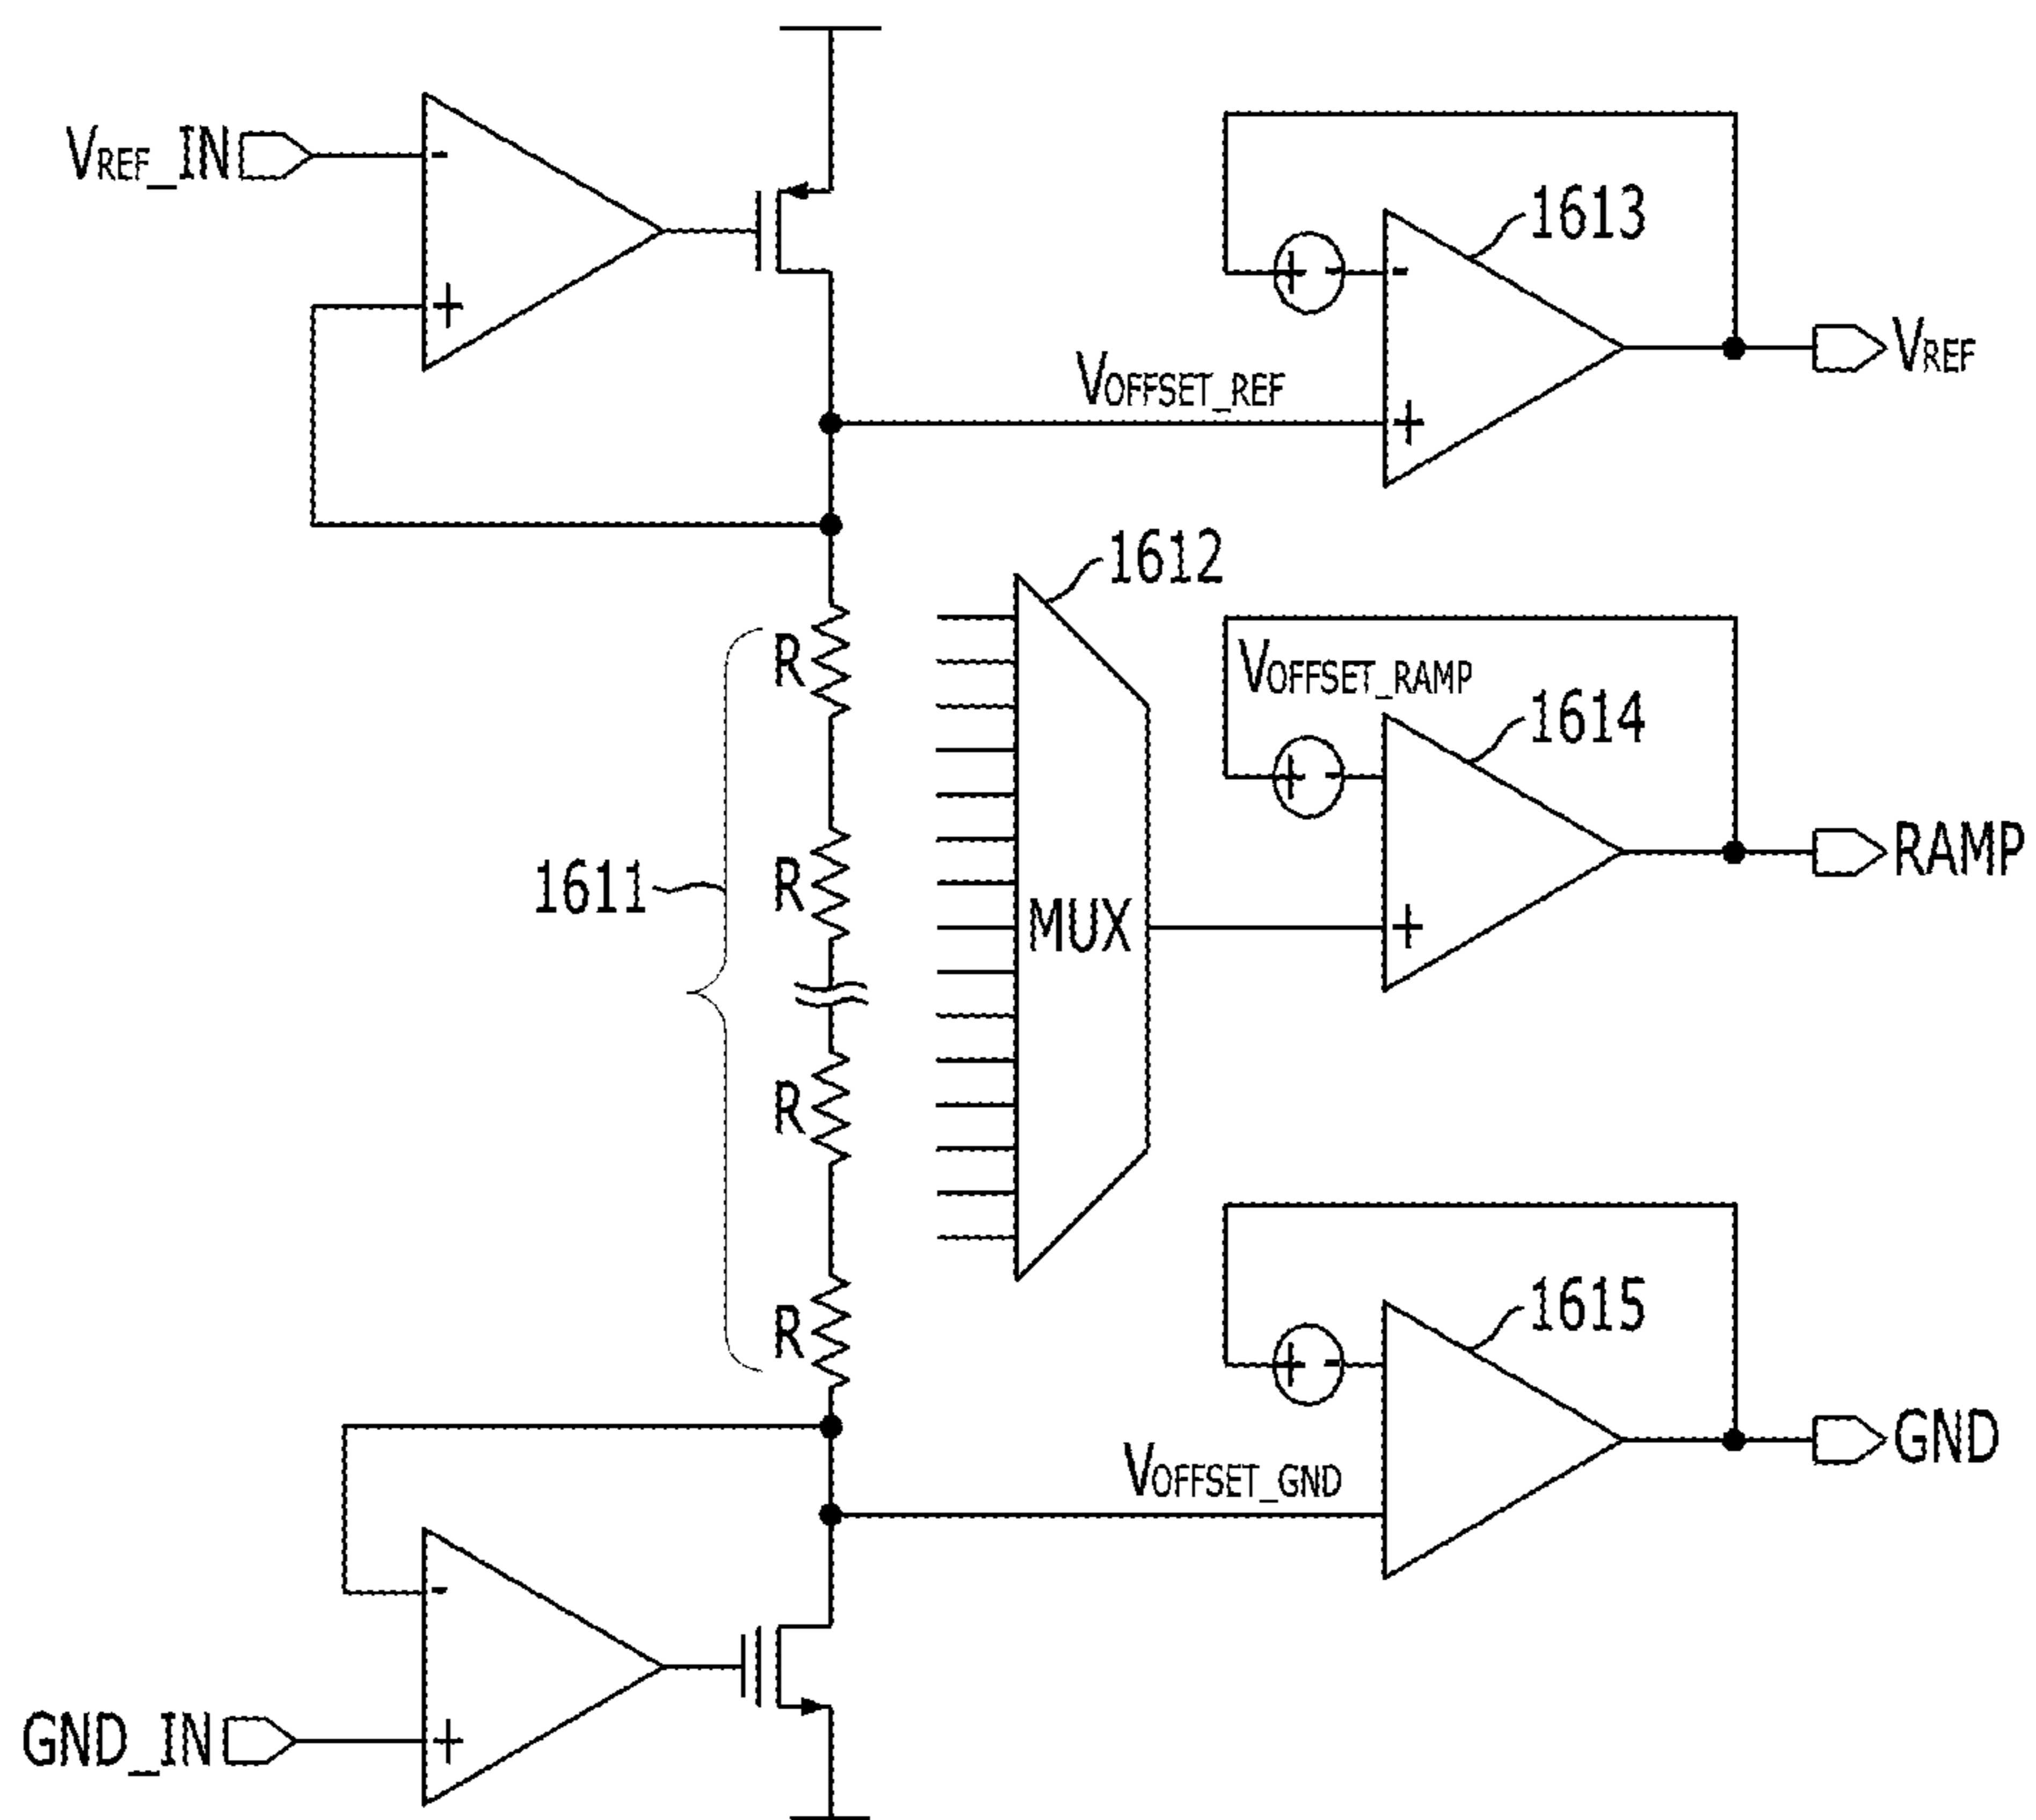 VREF_IN
-
+
1613
+ -
-
+
VOFFSET_REF
VREF
1612
R
R
R
R
1611
MUX
VOFFSET_RAMP
1614
+ -
+
RAMP
1615
+ -
VOFFSET_GND
GND
-
+
GND_IN